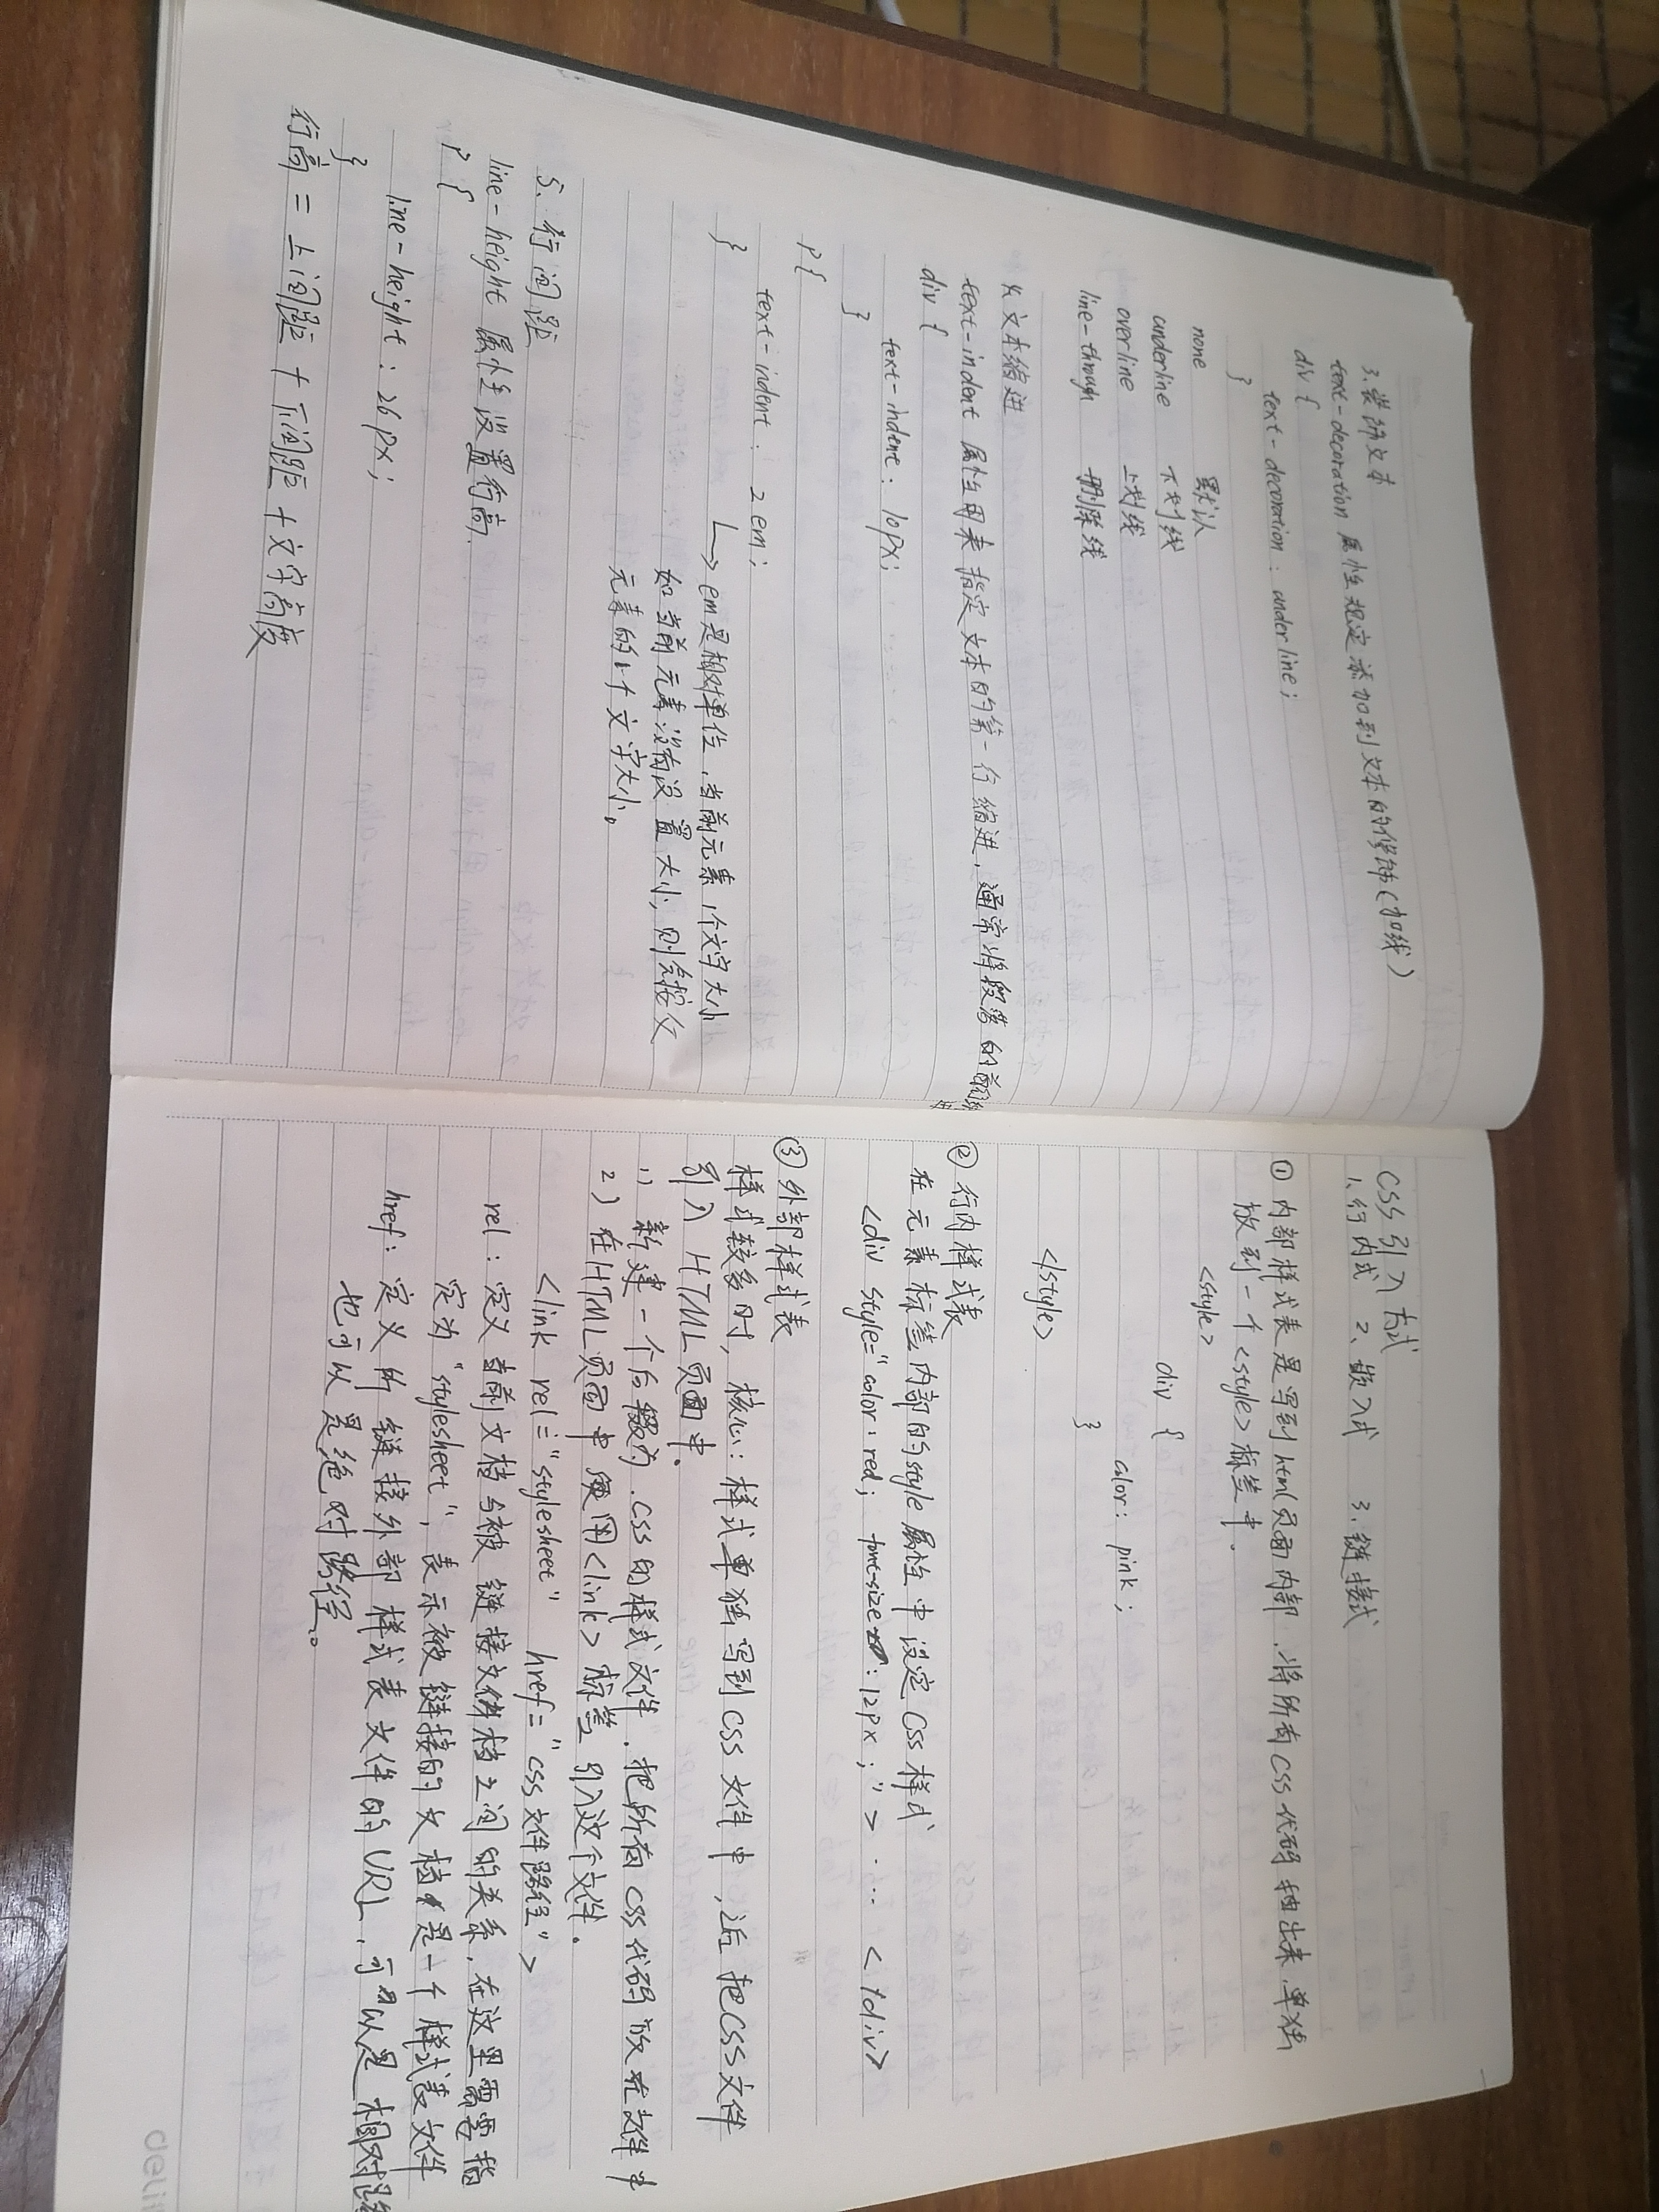 3.装饰文本
text-decoration 属性规定添加到文本的修饰(加线)
div {
text-decoration : underline;
}
none 默认
underline 下划线
overline 上划线
line-through 删除线
4.文本缩进
text-indent 属性用来指定文本的第一行缩进,通常将段落的首行
div {
text-indent : 10px;
}
p {
text-indent : 2em;
}
em是相对单位,当前元素1个文字大小
如当前元素没有设置大小,则会按父
元素的1个文字大小。
5、行间距
line-height 属性设置行高
p {
line-height : 26px;
}
行高 = 上间距 + 下间距 + 文字高度
CSS引入方式
1、行内式 2、嵌入式 3、链接式
① 内部样式表是写到html页面内部.将所有CSS代码抽出来,单独
放到一个<style>标签中.
<style>
div {
color: pink;
}
</style>
② 行内样式表
在元素标签内部的style属性中设定CSS样式
<div style="color:red; font-size:12px;">... </div>
③ 外部样式表
样式较多时,核心:样式单独写到CSS文件中,近把CSS文件
引入HTML页面中.
1) 新建一个后缀为.css的样式文件.把所有CSS代码放在文件中
2) 在HTML页面中使用<link>标签引入这个文件.
<link rel="stylesheet" href="css文件路径">
rel: 定义当前文档与被链接文档之间的关系,在这里需要指
定为"stylesheet",表示被链接的文档是一个样式表文件
href: 定义所链接外部样式表文件的URL,可以是相对路
也可以是绝对路径。
deli